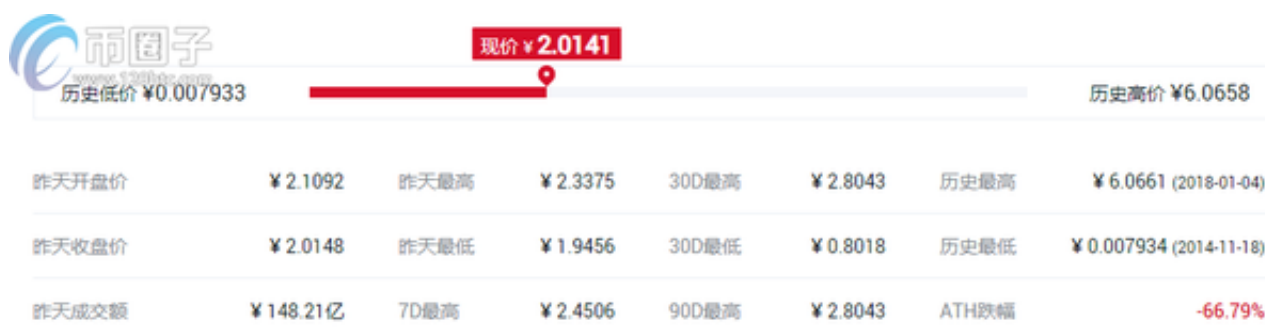 币圈子
www.120btc.com
现价 ¥ 2.0141
历史低价 ¥0.007933 历史高价 ¥6.0658
昨天开盘价 ¥ 2.1092 昨天最高 ¥ 2.3375 30D最高 ¥ 2.8043 历史最高 ¥ 6.0661 (2018-01-04)
昨天收盘价 ¥ 2.0148 昨天最低 ¥ 1.9456 30D最低 ¥ 0.8018 历史最低 ¥ 0.007934 (2014-11-18)
昨天成交额 ¥ 148.21亿 7D最高 ¥ 2.4506 90D最高 ¥ 2.8043 ATH跌幅 -66.79%